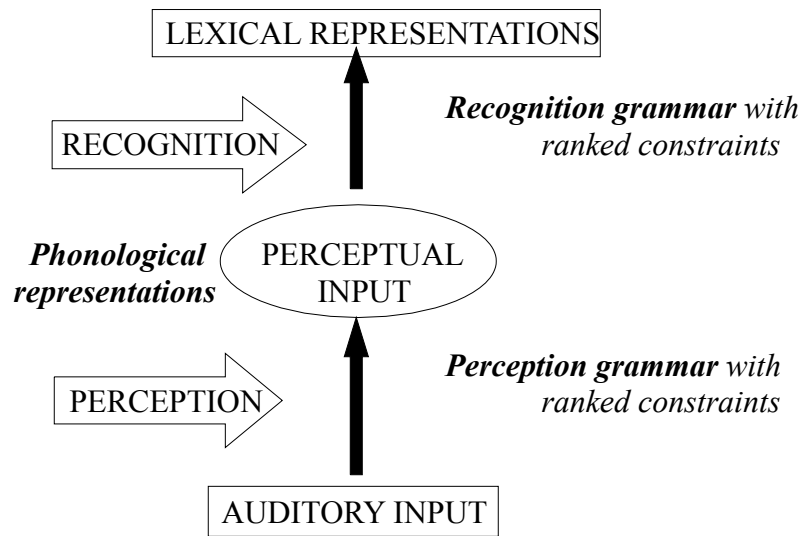 LEXICAL REPRESENTATIONS
Recognition grammar with
ranked constraints
RECOGNITION
Phonological
representations
PERCEPTUAL
INPUT
Perception grammar with
ranked constraints
PERCEPTION
AUDITORY INPUT